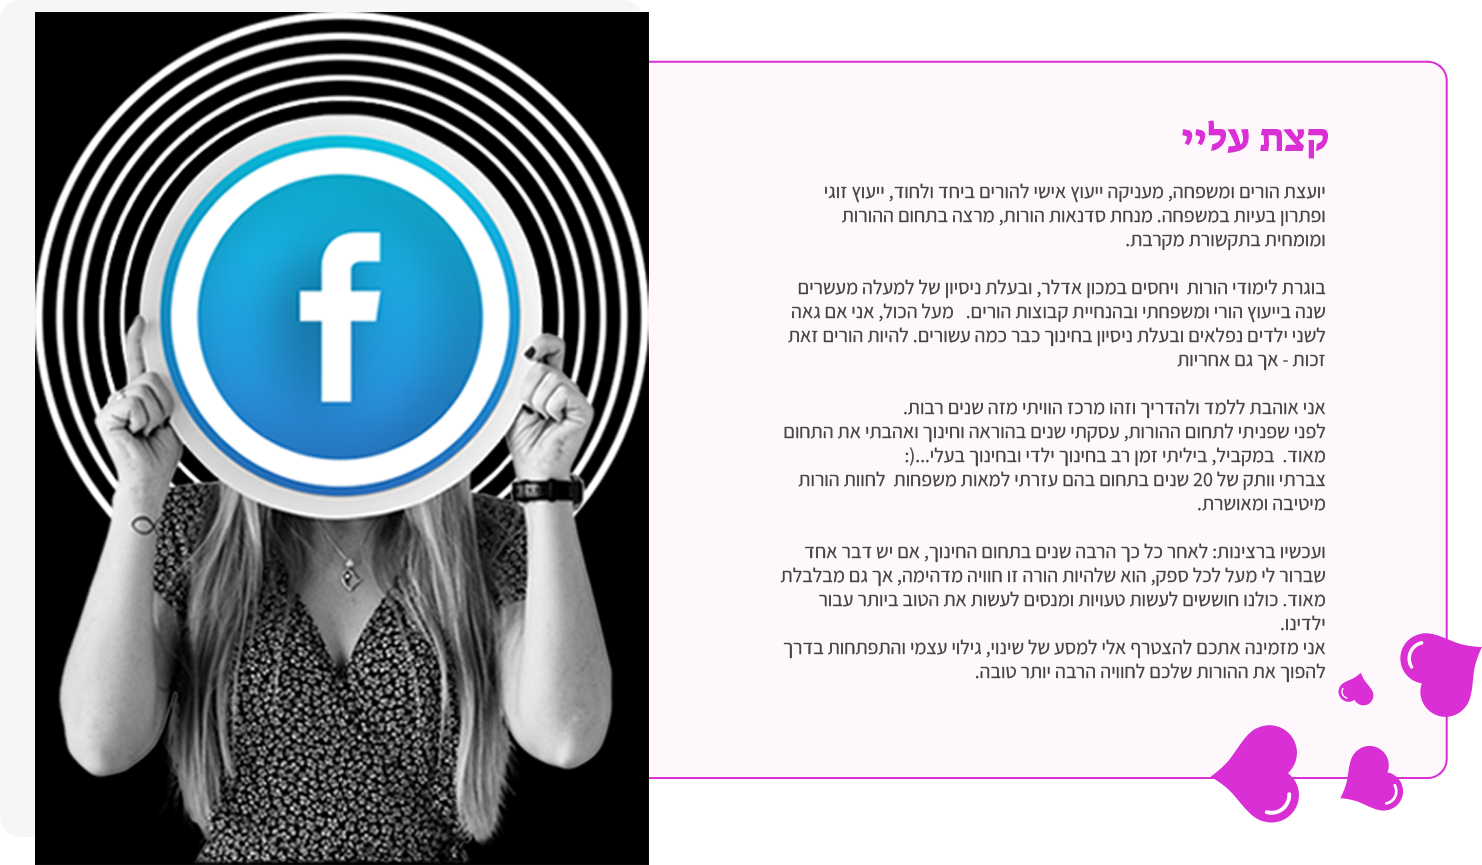 קצת עליי
יועצת הורים ומשפחה, מעניקה ייעוץ אישי להורים ביחד ולחוד, ייעוץ זוגי
ופתרון בעיות במשפחה. מנחת סדנאות הורות, מרצה בתחום ההורות
ומומחית בתקשורת מקרבת.
בוגרת לימודי הורות  ויחסים במכון אדלר, ובעלת ניסיון של למעלה מעשרים
שנה בייעוץ הורי ומשפחתי ובהנחיית קבוצות הורים.   מעל הכול, אני אם גאה
לשני ילדים נפלאים ובעלת ניסיון בחינוך כבר כמה עשורים. להיות הורים זאת
זכות - אך גם אחריות
אני אוהבת ללמד ולהדריך וזהו מרכז הוויתי מזה שנים רבות.
לפני שפניתי לתחום ההורות, עסקתי שנים בהוראה וחינוך ואהבתי את התחום
מאוד.  במקביל, ביליתי זמן רב בחינוך ילדי ובחינוך בעלי...(:
צברתי וותק של 20 שנים בתחום בהם עזרתי למאות משפחות  לחוות הורות
מיטיבה ומאושרת.
ועכשיו ברצינות: לאחר כל כך הרבה שנים בתחום החינוך, אם יש דבר אחד
שברור לי מעל לכל ספק, הוא שלהיות הורה זו חוויה מדהימה, אך גם מבלבלת
מאוד. כולנו חוששים לעשות טעויות ומנסים לעשות את הטוב ביותר עבור
ילדינו.
אני מזמינה אתכם להצטרף אלי למסע של שינוי, גילוי עצמי והתפתחות בדרך
להפוך את ההורות שלכם לחוויה הרבה יותר טובה.